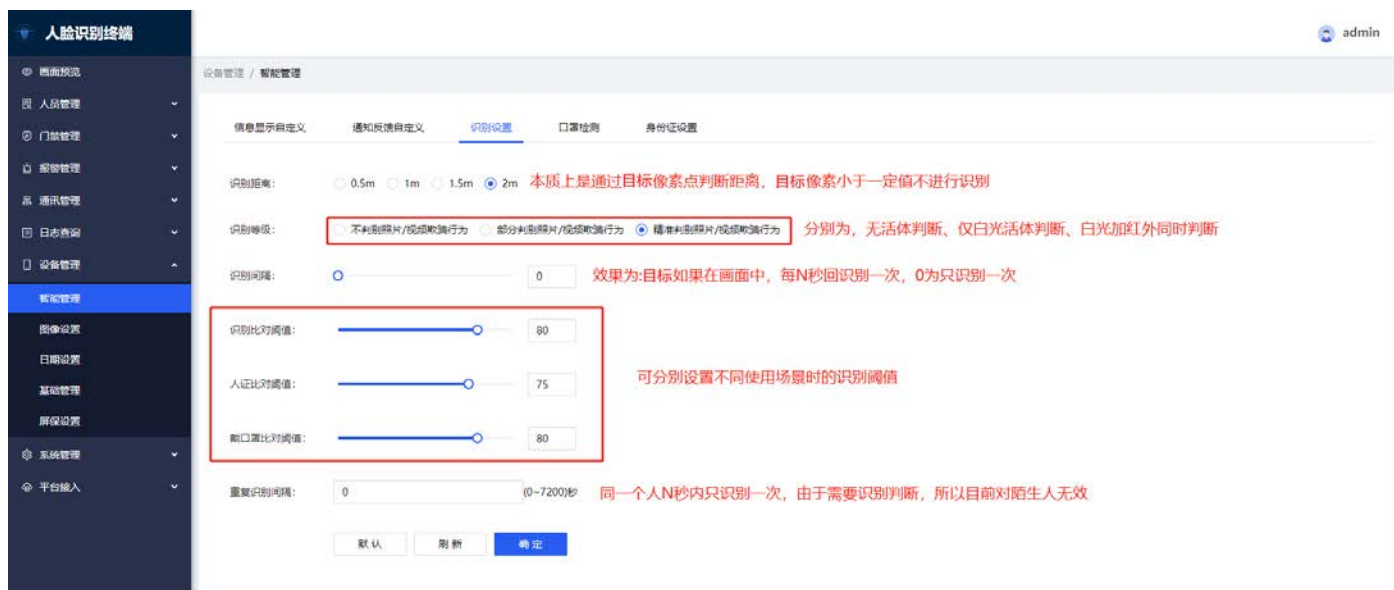 人脸识别终端
admin
画面预览
设备管理 / 智能管理
人员管理
门禁管理
报警管理
通讯管理
日志查询
设备管理
智能管理
图像设置
日期设置
基础管理
屏保设置
系统管理
平台接入
信息显示自定义 通知反馈自定义 识别设置 口罩检测 身份证设置
识别距离: 0.5m 1m 1.5m 2m 本质上是通过目标像素点判断距离，目标像素小于一定值不进行识别
识别等级: 不判别照片/视频欺骗行为 部分判别照片/视频欺骗行为 精准判别照片/视频欺骗行为 分别为，无活体判断、仅白光活体判断、白光加红外同时判断
识别间隔: 0 效果为:目标如果在画面中，每N秒回识别一次，0为只识别一次
识别比对阈值: 80
人证比对阈值: 75 可分别设置不同使用场景时的识别阈值
戴口罩比对阈值: 80
重复识别间隔: 0 (0~7200)秒 同一个人N秒内只识别一次，由于需要识别判断，所以目前对陌生人无效
默认 刷新 确定